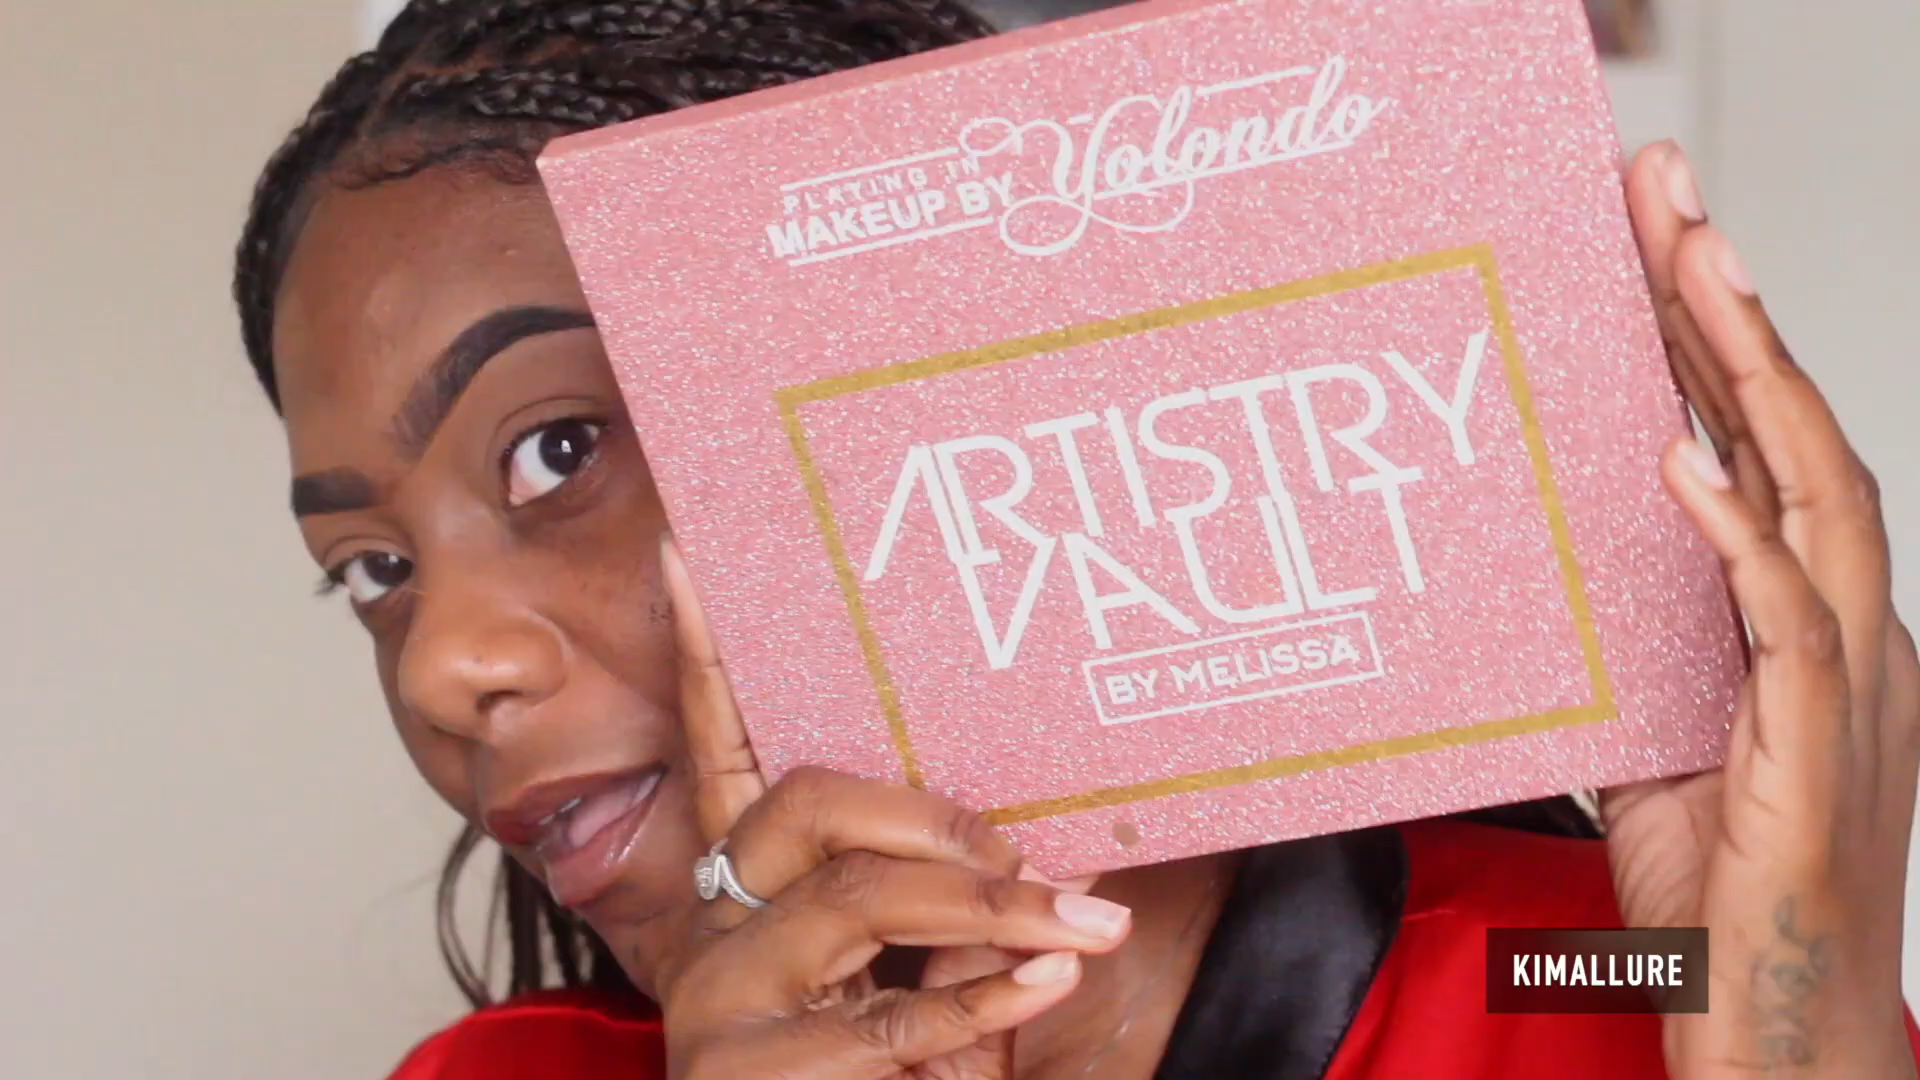 PLAYING IN
MAKEUP BY Yolondo
ARTISTRY
VAULT
BY MELISSA
KIMALLURE